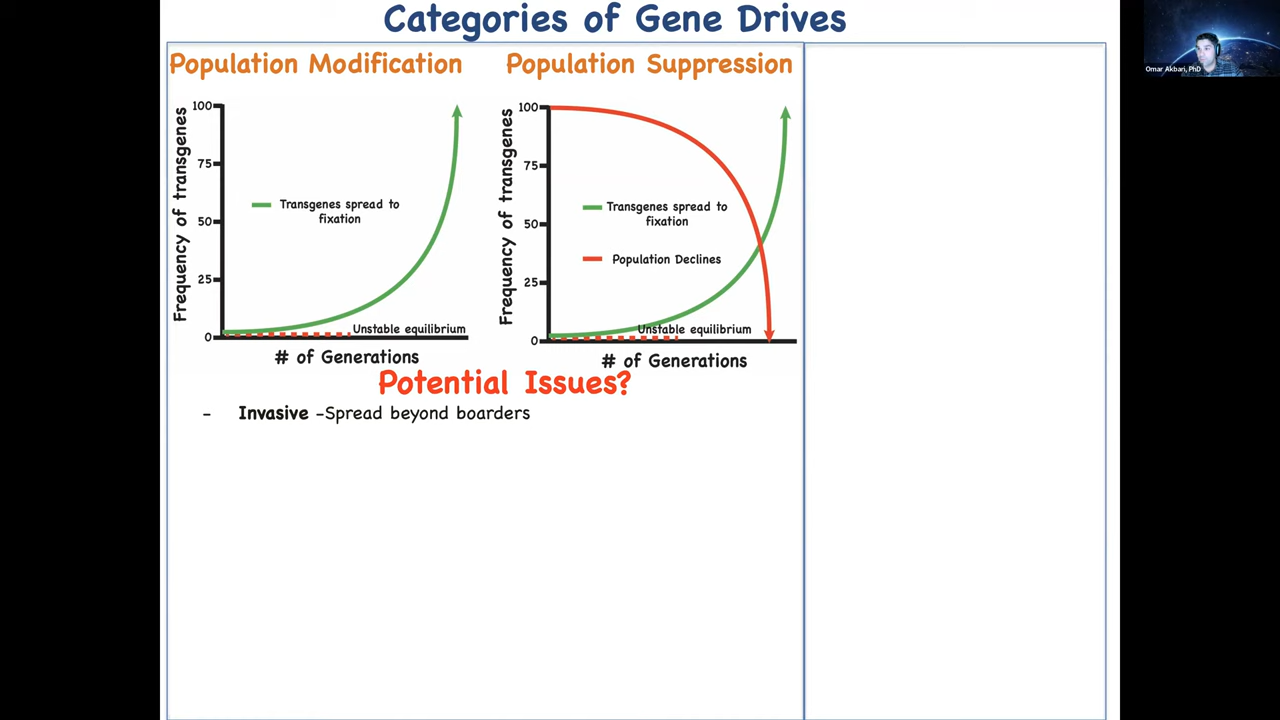 Categories of Gene Drives
Omar Akbari, PhD
Population Modification
Frequency of transgenes
100
75
50
25
0
Transgenes spread to
fixation
Unstable equilibrium
# of Generations
Population Suppression
Frequency of transgenes
100
75
50
25
0
Transgenes spread to
fixation
Population Declines
Unstable equilibrium
# of Generations
Potential Issues?
- Invasive -Spread beyond boarders